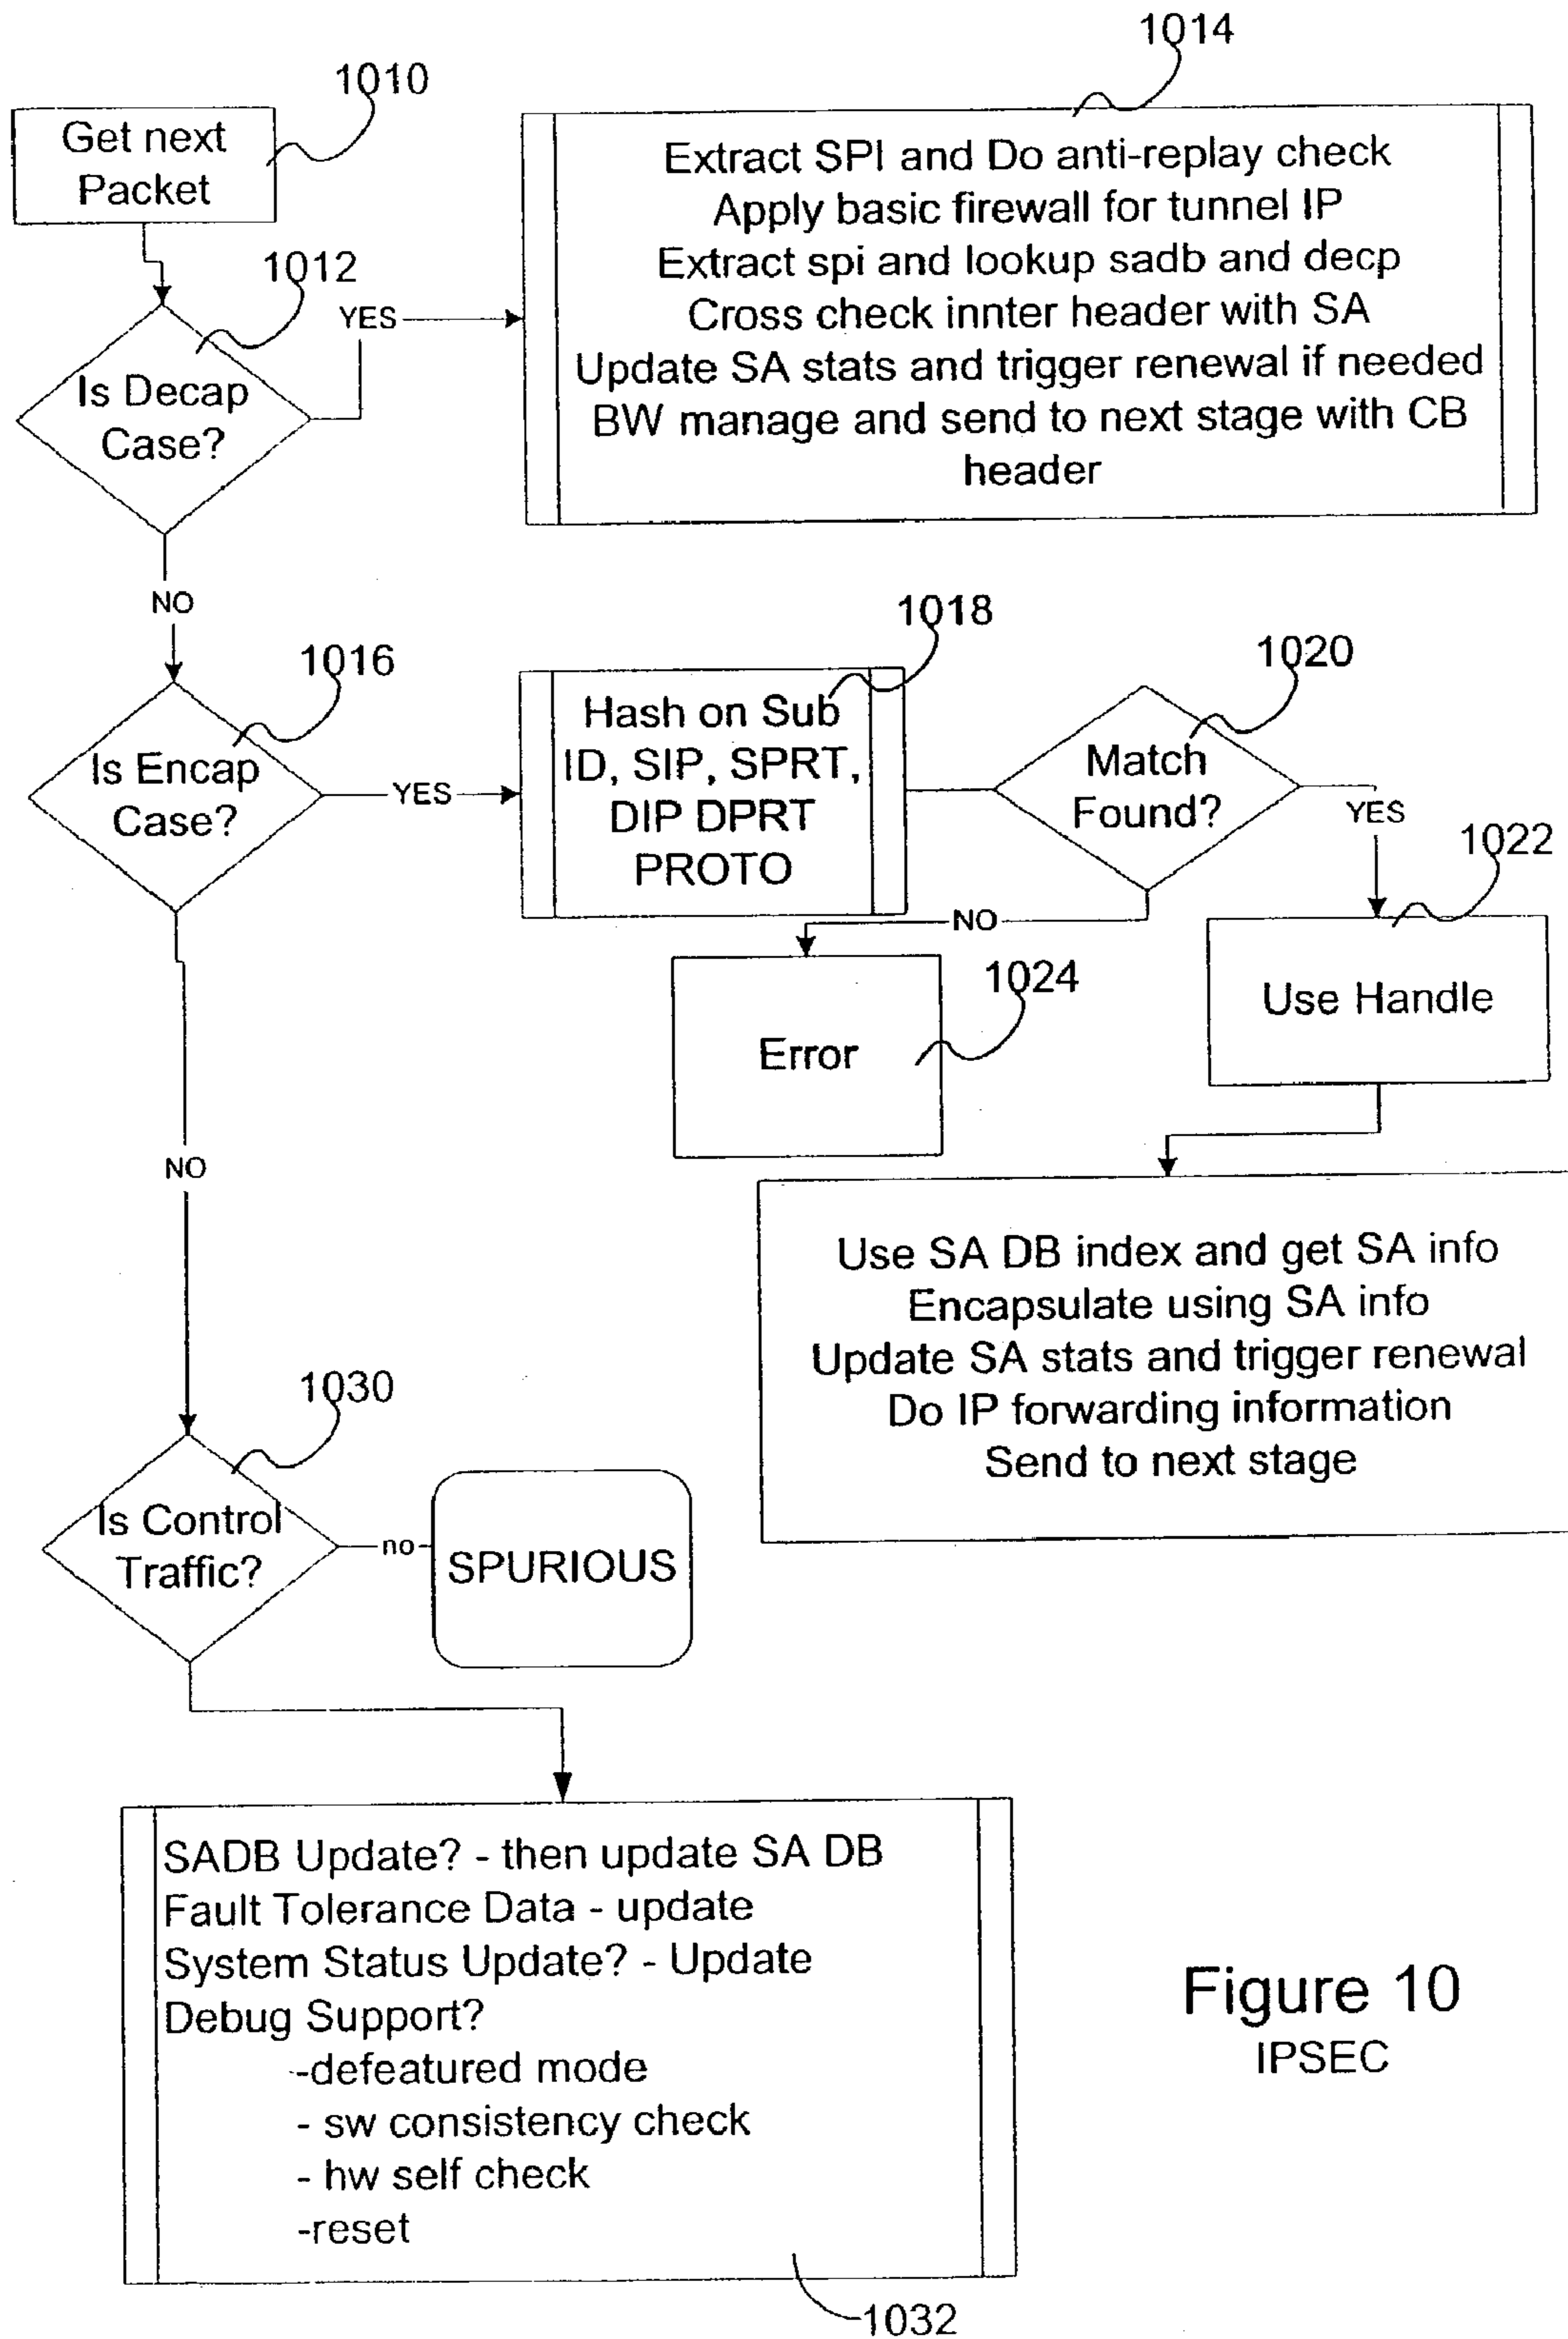 1010
Get next
Packet
1014
Extract SPI and Do anti-replay check
Apply basic firewall for tunnel IP
Extract spi and lookup sadb and decp
Cross check innter header with SA
Update SA stats and trigger renewal if needed
BW manage and send to next stage with CB
header
1012
Is Decap
Case?
YES
NO
1016
Is Encap
Case?
YES
1018
Hash on Sub
ID, SIP, SPRT,
DIP DPRT
PROTO
1020
Match
Found?
YES
1022
Use Handle
NO
1024
Error
Use SA DB index and get SA info
Encapsulate using SA info
Update SA stats and trigger renewal
Do IP forwarding information
Send to next stage
NO
1030
Is Control
Traffic?
no
SPURIOUS
SADB Update? - then update SA DB
Fault Tolerance Data - update
System Status Update? - Update
Debug Support?
-defeatured mode
- sw consistency check
- hw self check
-reset
1032
Figure 10
IPSEC